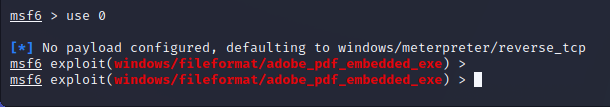 msf6 > use 0
[*] No payload configured, defaulting to windows/meterpreter/reverse_tcp
msf6 exploit(windows/fileformat/adobe_pdf_embedded_exe) >
msf6 exploit(windows/fileformat/adobe_pdf_embedded_exe) >